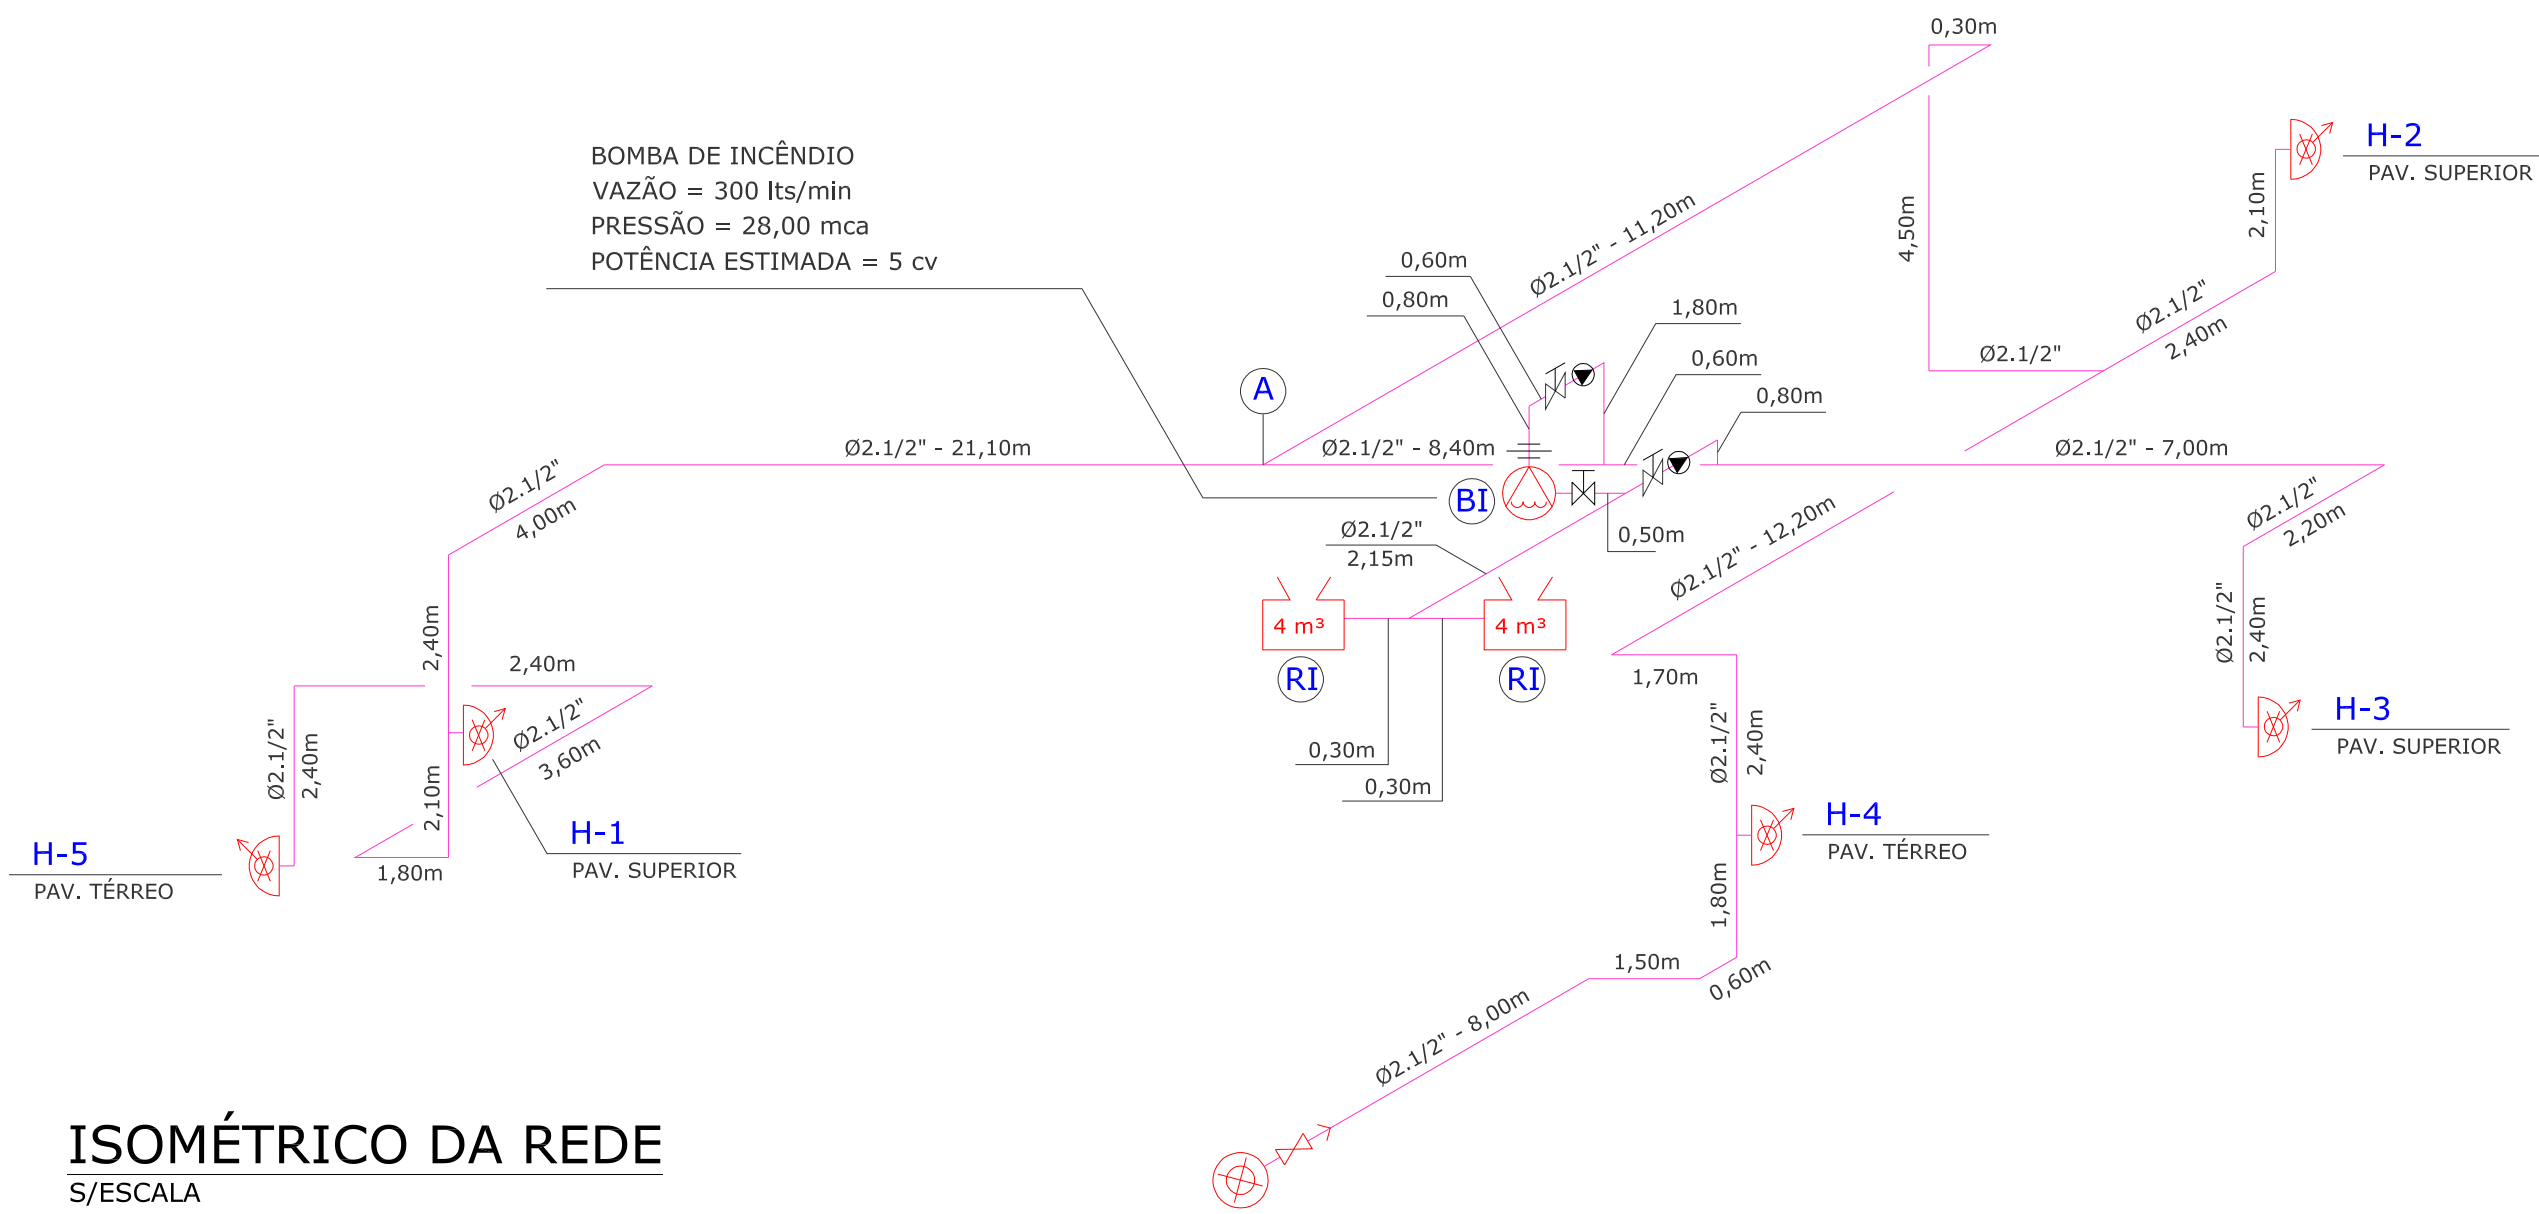 0,30m
H-2
PAV. SUPERIOR
BOMBA DE INCÊNDIO
VAZÃO = 300 lts/min
PRESSÃO = 28,00 mca
POTÊNCIA ESTIMADA = 5 cv
Ø2.1/2" - 11,20m
4,50m
2,10m
0,60m
0,80m
1,80m
0,60m
0,80m
Ø2.1/2"
Ø2.1/2"
2,40m
A
Ø2.1/2" - 21,10m
Ø2.1/2" - 8,40m
Ø2.1/2" - 7,00m
Ø2.1/2"
4,00m
BI
Ø2.1/2"
2,15m
0,50m
Ø2.1/2" - 12,20m
Ø2.1/2"
2,20m
4 m³
4 m³
RI
RI
2,40m
2,40m
Ø2.1/2"
3,60m
Ø2.1/2"
2,40m
2,10m
1,80m
H-1
PAV. SUPERIOR
H-5
PAV. TÉRREO
0,30m
0,30m
1,70m
Ø2.1/2"
2,40m
Ø2.1/2"
2,40m
H-3
PAV. SUPERIOR
H-4
PAV. TÉRREO
1,80m
1,50m
0,60m
Ø2.1/2" - 8,00m
ISOMÉTRICO DA REDE
S/ESCALA